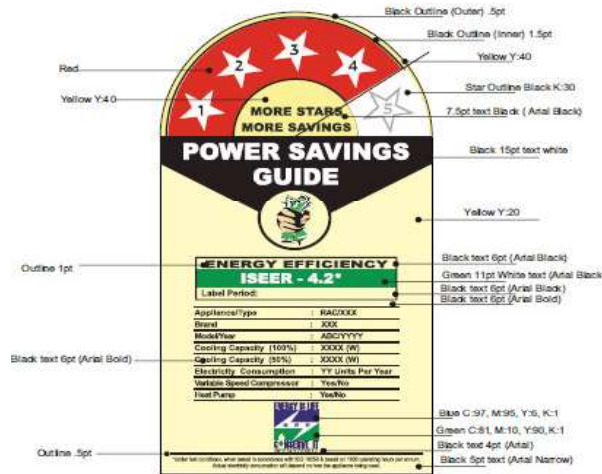 Black Outline (Outer) .5pt
Black Outline (Inner) 1.5pt
Yellow Y:40
Red
Star Outline Black K:30
Yellow Y:40
7.5pt text Black ( Arial Black)
1
2
3
4
5
MORE STARS
MORE SAVINGS
POWER SAVINGS
GUIDE
Black 15pt text white
Yellow Y:20
ENERGY EFFICIENCY
Black text 6pt (Arial Black)
Outline 1pt
ISEER - 4.2*
Green 11pt White text (Arial Black
Label Period:
Black text 6pt (Arial Black)
Black text 6pt (Arial Bold)
Appliance/Type : RAC/XXX
Brand : XXX
Model/Year : ABC/YYYY
Cooling Capacity (100%) : XXXX (W)
Black text 6pt (Arial Bold)
Cooling Capacity (50%) : XXXX (W)
Electricity Consumption : YY Units Per Year
Variable Speed Compressor : Yes/No
Heat Pump : Yes/No
ENERGY IS LIFE
CONSERVE IT
Blue C:97, M:95, Y:5, K:1
Green C:81, M:10, Y:90, K:1
Black text 4pt (Arial)
Outline .5pt
Black 5pt text (Arial Narrow)